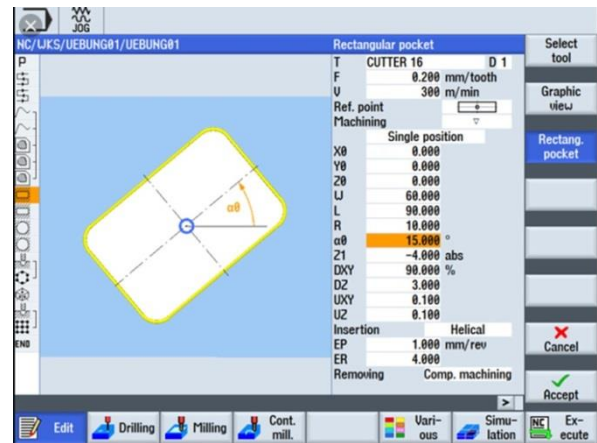 JOG
NC/WKS/UEBUNG01/UEBUNG01
P
END
α0
Rectangular pocket
T CUTTER 16 D 1
F 0.200 mm/tooth
V 300 m/min
Ref. point
Machining ▽
Single position
X0 0.000
Y0 0.000
Z0 0.000
W 60.000
L 90.000
R 10.000
α0 15.000 °
Z1 -4.000 abs
DXY 90.000 %
DZ 3.000
UXY 0.100
UZ 0.100
Insertion Helical
EP 1.000 mm/rev
ER 4.000
Removing Comp. machining
>
Select
tool
Graphic
view
Rectang.
pocket
Cancel
Accept
Edit
Drilling
Milling
Cont.
mill.
Vari-
ous
Simu-
lation
NC Ex-
ecute